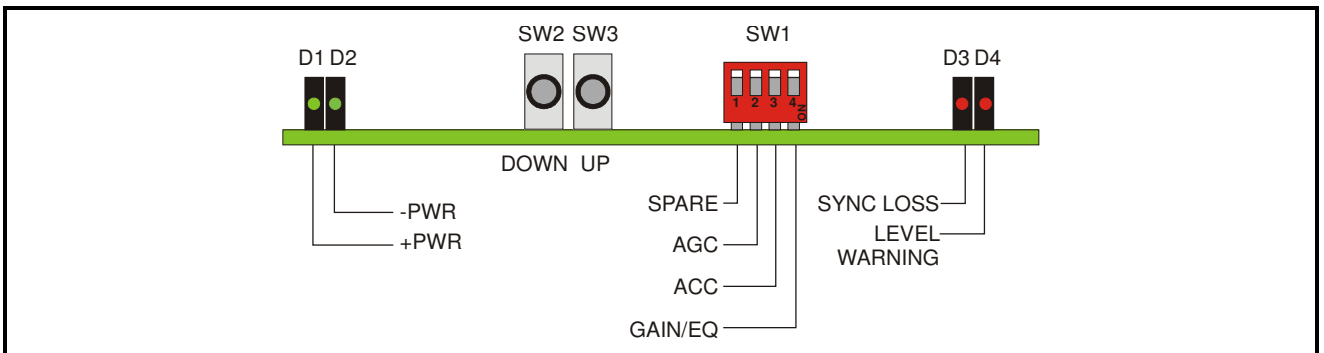 SW2 SW3
SW1
D1 D2
D3 D4
1 2 3 4
ON
DOWN UP
SPARE
SYNC LOSS
-PWR
LEVEL
WARNING
+PWR
AGC
ACC
GAIN/EQ